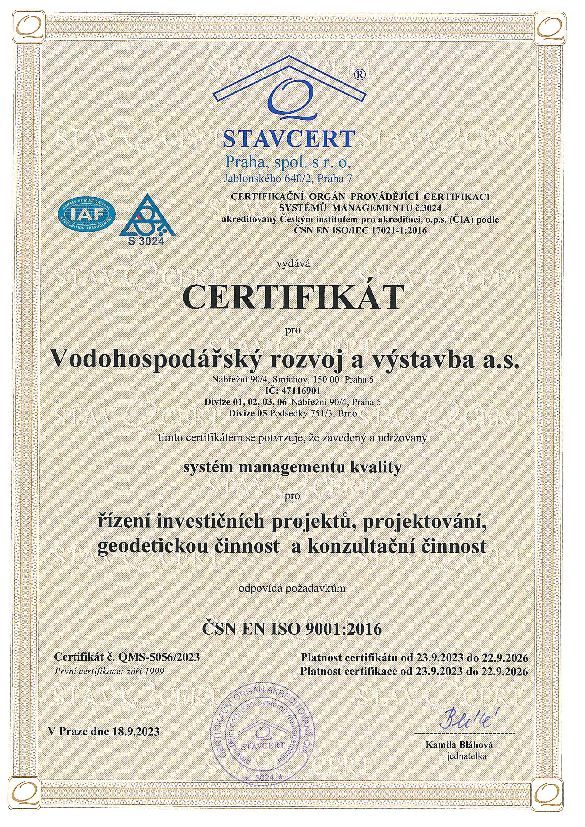 ®
STAVCERT
Praha, spol. s r. o.
Jablonského 640/2, Praha 7
CERTIFIKAČNÍ ORGÁN PROVÁDĚJÍCÍ CERTIFIKACI
SYSTÉMŮ MANAGEMENTU č.3024
akreditovaný Českým institutem pro akreditaci, o.p.s. (ČIA) podle
ČSN EN ISO/IEC 17021-1:2016
IAF
S 3024
vydává
CERTIFIKÁT
pro
Vodohospodářský rozvoj a výstavba a.s.
Nábřežní 90/4, Smíchov, 150 00 Praha 5
IČ: 47116901
Divize 01, 02, 03, 06 Nábřežní 90/4, Praha 5
Divize 05 Podsedky 751/3, Brno
Tímto certifikátem se potvrzuje, že zavedený a udržovaný
systém managementu kvality
pro
řízení investičních projektů, projektování,
geodetickou činnost a konzultační činnost
odpovídá požadavkům
ČSN EN ISO 9001:2016
Certifikát č. QMS-5056/2023
První certifikace: září 1999
Platnost certifikátu od 23.9.2023 do 22.9.2026
Platnost certifikace od 23.9.2023 do 22.9.2026
V Praze dne 18.9.2023
STAVCERT
3024
Kamila Bláhová
jednatelka